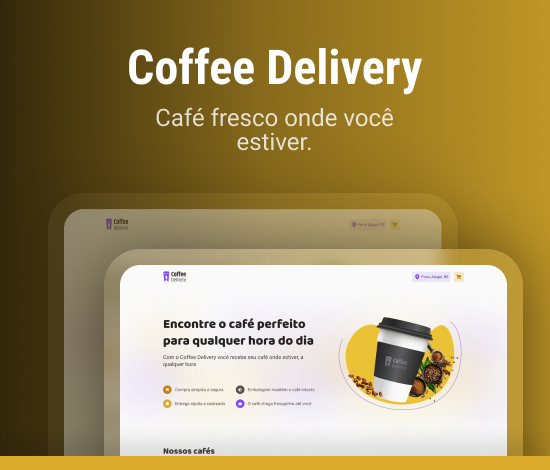 Coffee Delivery
Café fresco onde você
estiver.
Coffee
Delivery
Porto Alegre, RS
Coffee
Delivery
Porto Alegre, RS
Encontre o café perfeito
para qualquer hora do dia
Com o Coffee Delivery você recebe seu café onde estiver, a
qualquer hora
Compra simples e segura
Embalagem mantém o café intacto
Entrega rápida e rastreada
O café chega fresquinho até você
Coffee
Delivery
Nossos cafés